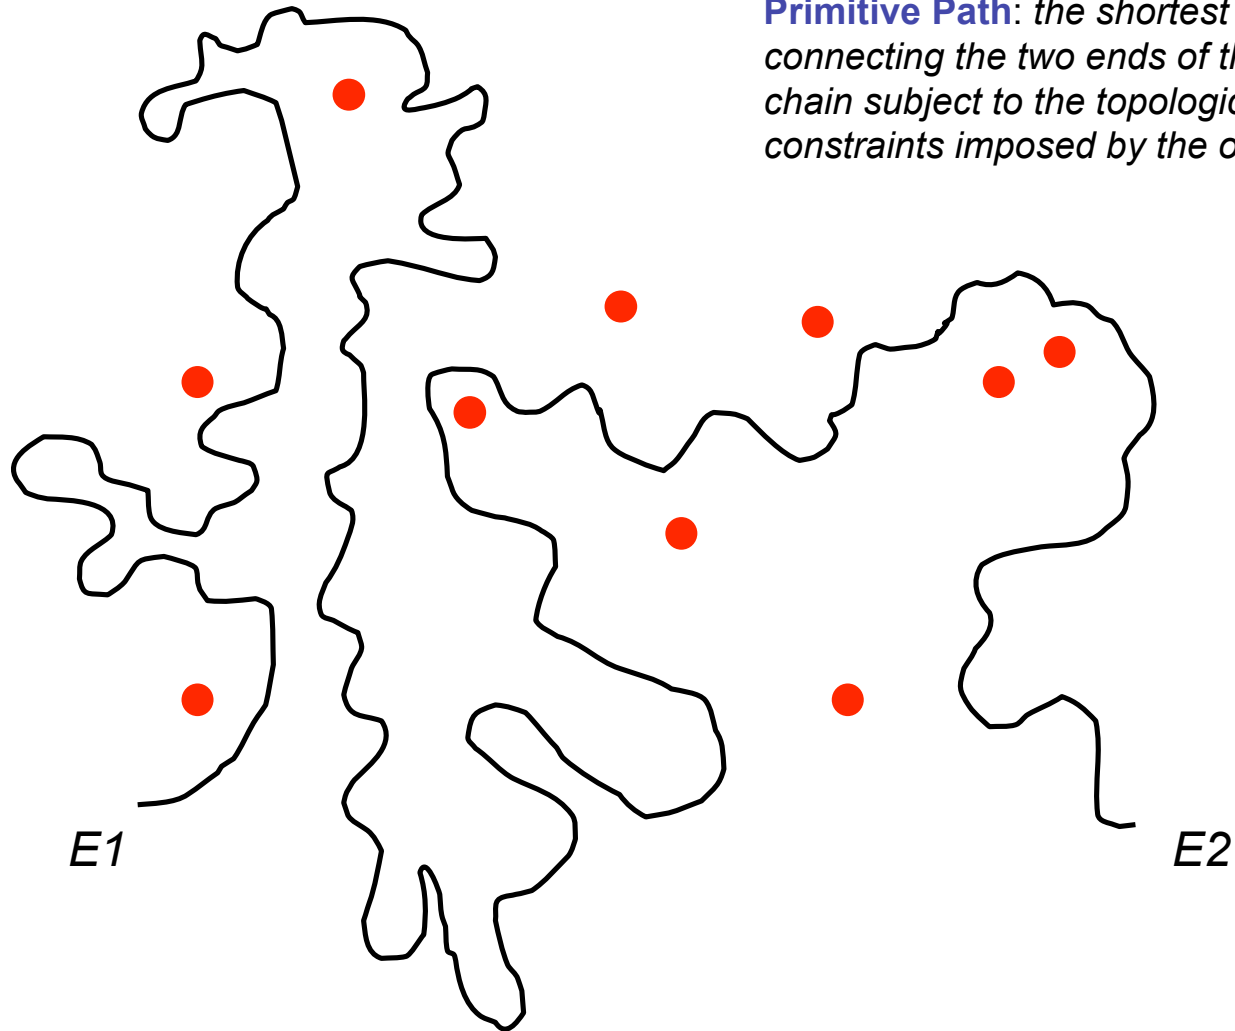 Primitive Path: the shortest
connecting the two ends of th
chain subject to the topologic
constraints imposed by the o
E1
E2